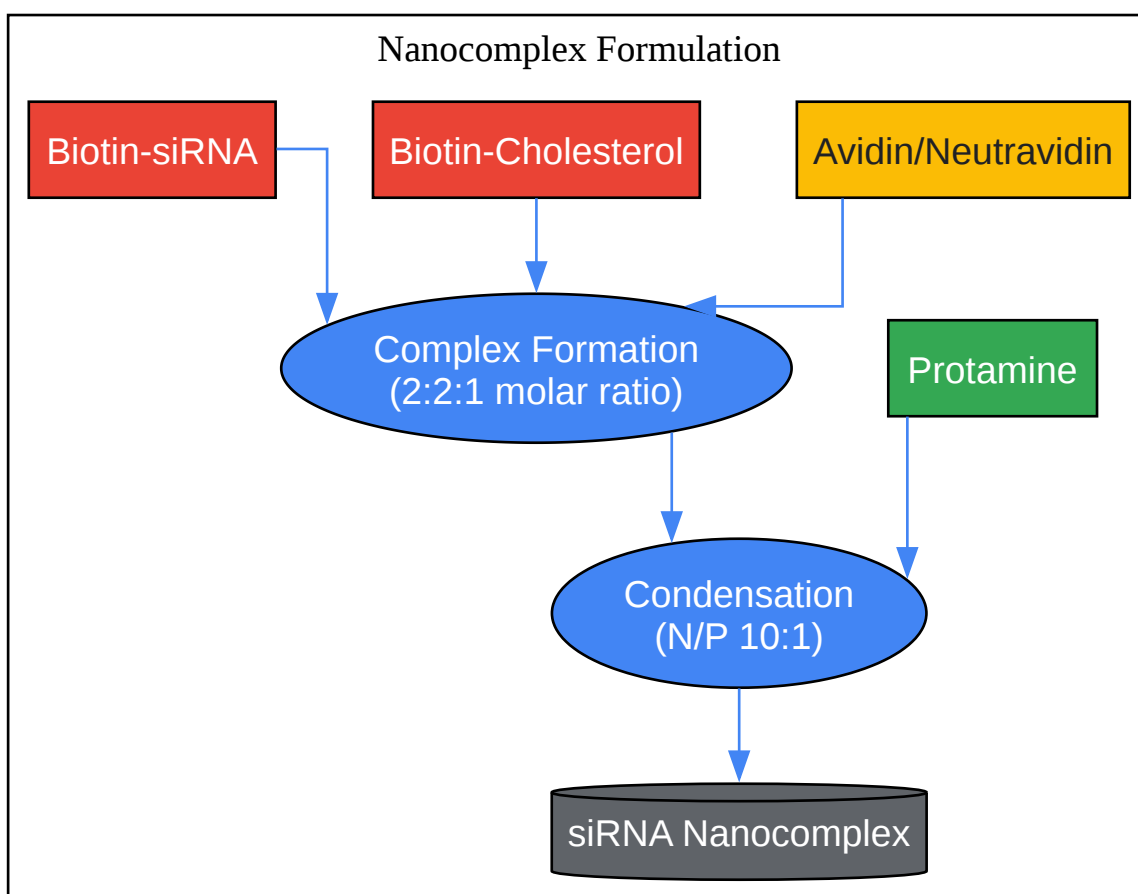 Nanocomplex Formulation
Biotin-siRNA
Biotin-Cholesterol
Avidin/Neutravidin
Complex Formation
(2:2:1 molar ratio)
Protamine
Condensation
(N/P 10:1)
siRNA Nanocomplex